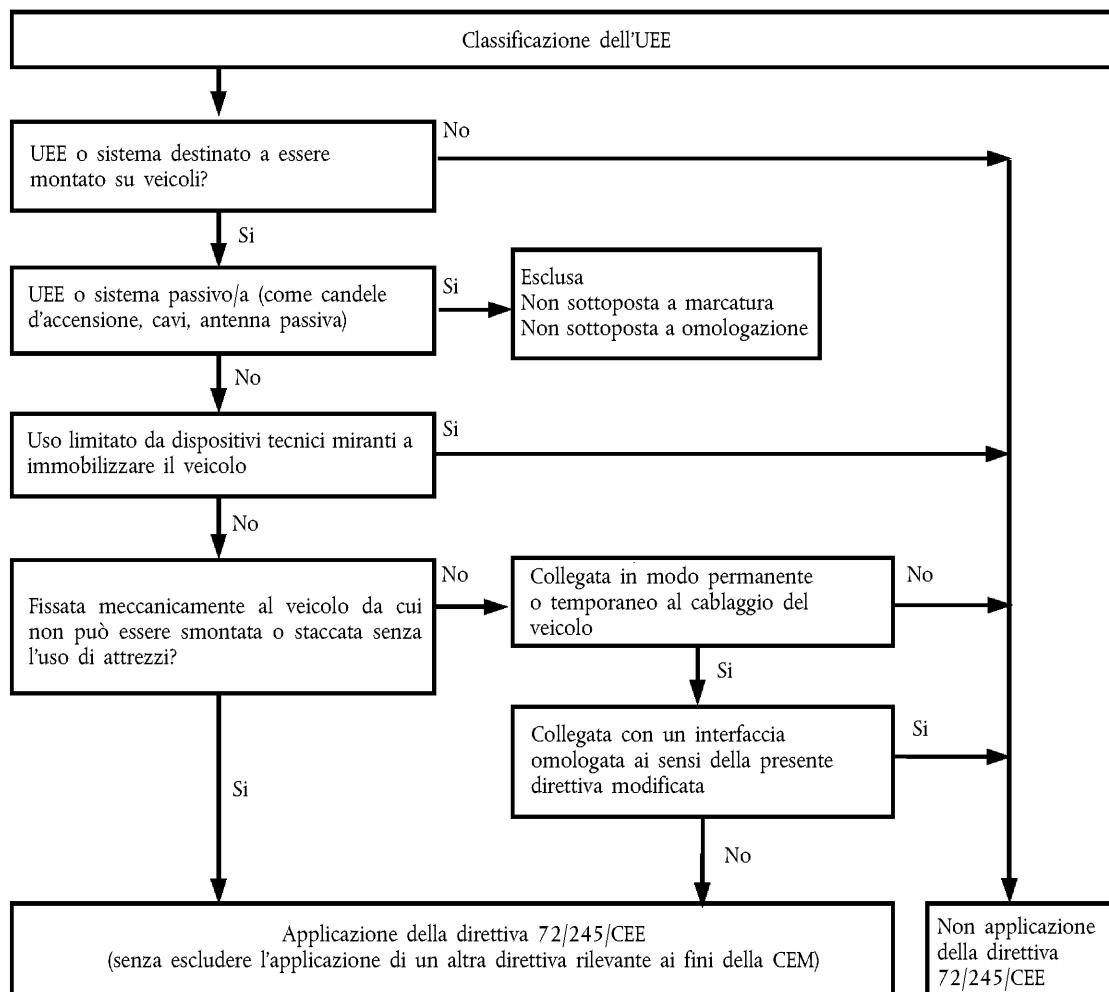 Classificazione dell'UEE
No
UEE o sistema destinato a essere
montato su veicoli?
Si
UEE o sistema passivo/a (come candele
d'accensione, cavi, antenna passiva)
Si
Esclusa
Non sottoposta a marcatura
Non sottoposta a omologazione
No
Uso limitato da dispositivi tecnici miranti a
immobilizzare il veicolo
Si
No
Fissata meccanicamente al veicolo da cui
non può essere smontata o staccata senza
l'uso di attrezzi?
No
Collegata in modo permanente
o temporaneo al cablaggio del
veicolo
No
Si
Collegata con un interfaccia
omologata ai sensi della presente
direttiva modificata
Si
Si
No
Applicazione della direttiva 72/245/CEE
(senza escludere l'applicazione di un altra direttiva rilevante ai fini della CEM)
Non applicazione
della direttiva
72/245/CEE